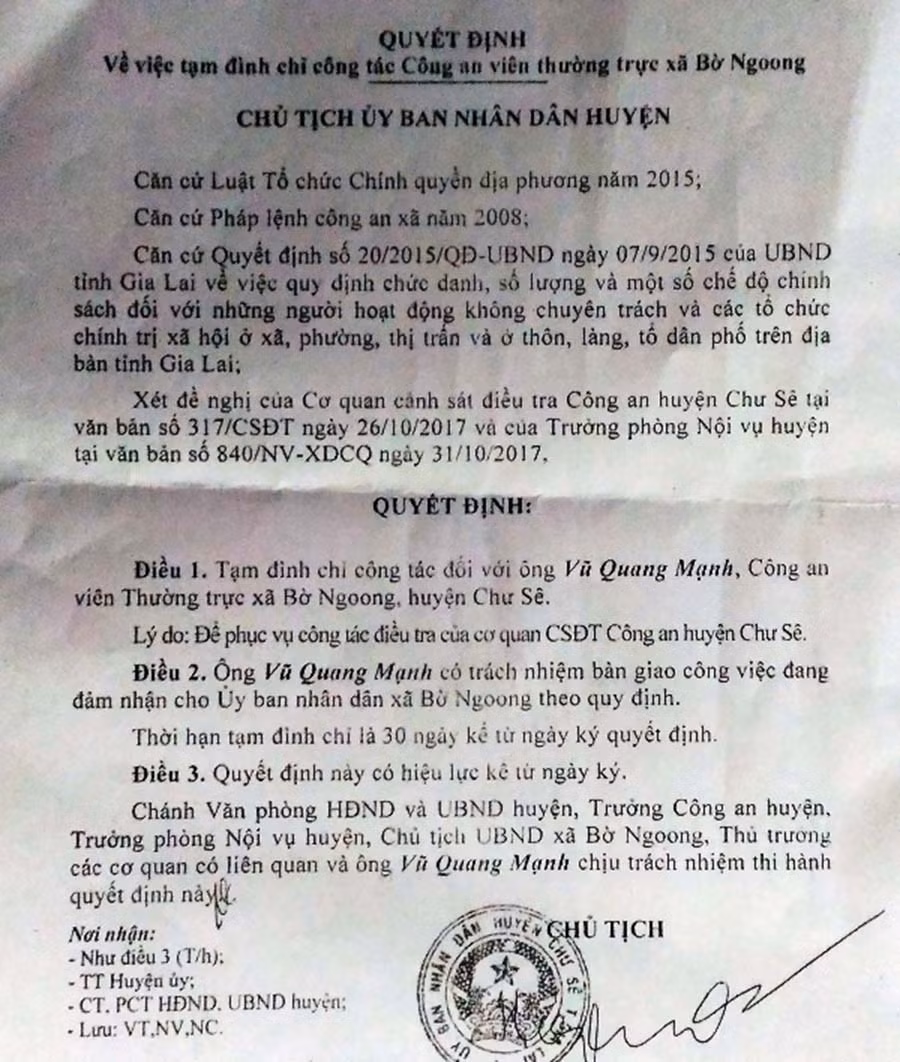 QUYẾT ĐỊNH
Về việc tạm đình chỉ công tác Công an viên thường trực xã Bờ Ngoong
CHỦ TỊCH ỦY BAN NHÂN DÂN HUYỆN
Căn cứ Luật Tổ chức Chính quyền địa phương năm 2015;
Căn cứ Pháp lệnh công an xã năm 2008;
Căn cứ Quyết định số 20/2015/QĐ-UBND ngày 07/9/2015 của UBND
tỉnh Gia Lai về việc quy định chức danh, số lượng và một số chế độ chính
sách đối với những người hoạt động không chuyên trách và các tổ chức
chính trị xã hội ở xã, phường, thị trấn và ở thôn, làng, tổ dân phố trên địa
bàn tỉnh Gia Lai;
Xét đề nghị của Cơ quan cảnh sát điều tra Công an huyện Chư Sê tại
văn bản số 317/CSĐT ngày 26/10/2017 và của Trưởng phòng Nội vụ huyện
tại văn bản số 840/NV-XDCQ ngày 31/10/2017,
QUYẾT ĐỊNH:
Điều 1. Tạm đình chỉ công tác đối với ông Vũ Quang Mạnh, Công an
viên Thường trực xã Bờ Ngoong, huyện Chư Sê.
Lý do: Để phục vụ công tác điều tra của cơ quan CSĐT Công an huyện Chư Sê.
Điều 2. Ông Vũ Quang Mạnh có trách nhiệm bàn giao công việc đang
đảm nhận cho Ủy ban nhân dân xã Bờ Ngoong theo quy định.
Thời hạn tạm đình chỉ là 30 ngày kể từ ngày ký quyết định.
Điều 3. Quyết định này có hiệu lực kể từ ngày ký.
Chánh Văn phòng HĐND và UBND huyện, Trưởng Công an huyện,
Trưởng phòng Nội vụ huyện, Chủ tịch UBND xã Bờ Ngoong, Thủ trưởng
các cơ quan có liên quan và ông Vũ Quang Mạnh chịu trách nhiệm thi hành
quyết định này.
Nơi nhận:
- Như điều 3 (T/h);
- TT Huyện ủy;
- CT, PCT HĐND, UBND huyện;
- Lưu: VT,NV,NC.
CHỦ TỊCH
ỦY BAN NHÂN DÂN HUYỆN CHƯ SÊ